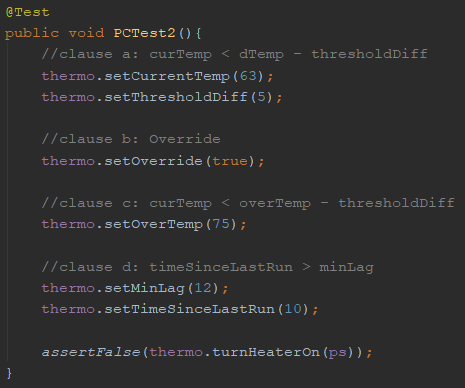 @Test
public void PCTest2(){
//clause a: curTemp < dTemp - thresholdDiff
thermo.setCurrentTemp(63);
thermo.setThresholdDiff(5);
//clause b: Override
thermo.setOverride(true);
//clause c: curTemp < overTemp - thresholdDiff
thermo.setOverTemp(75);
//clause d: timeSinceLastRun > minLag
thermo.setMinLag(12);
thermo.setTimeSinceLastRun(10);
assertFalse(thermo.turnHeaterOn(ps));
}